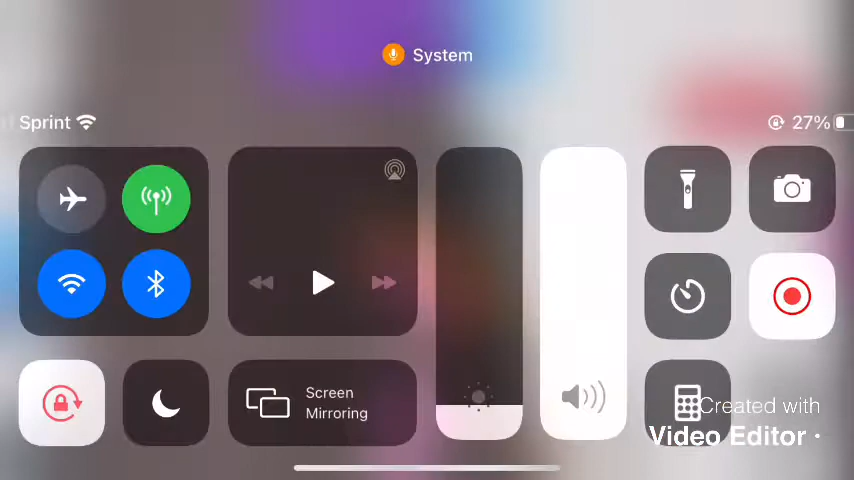 System
Sprint
27%
Screen
Mirroring
Created with
Video Editor ·